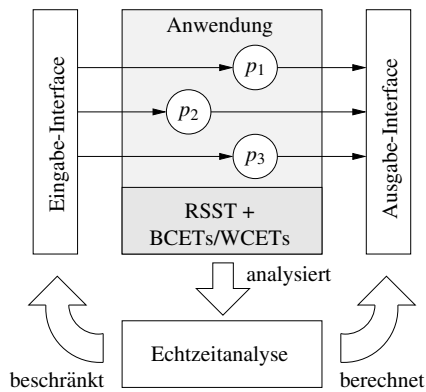 Anwendung
Eingabe-Interface
p1
p2
p3
Ausgabe-Interface
RSST +
BCETs/WCETs
analysiert
Echtzeitanalyse
beschränkt
berechnet